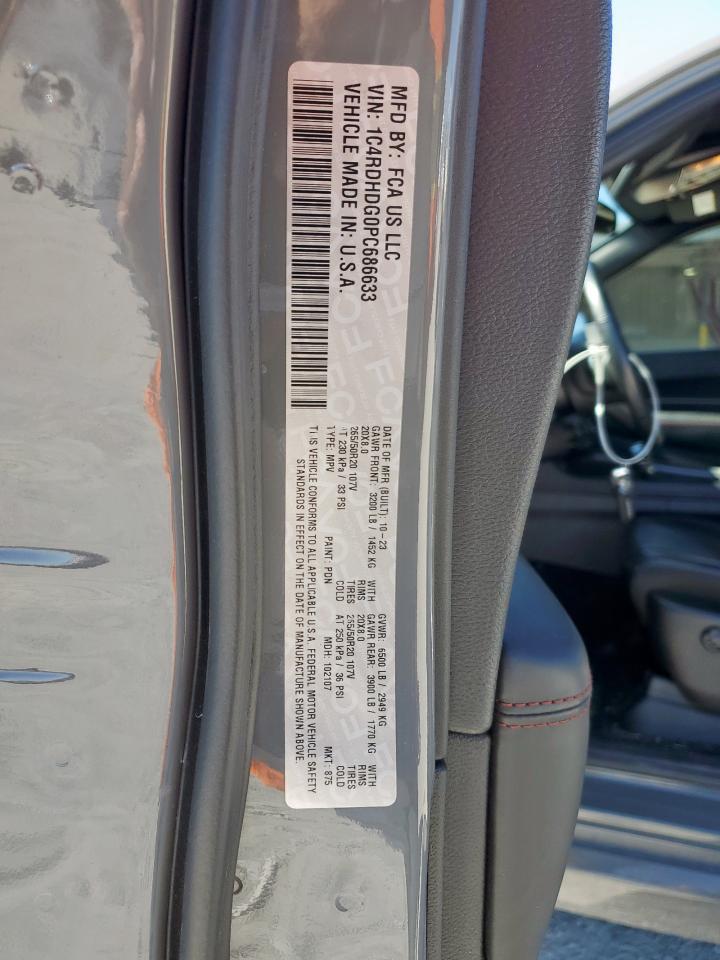 MFD BY: FCA US LLC
VIN: 1C4RDHDG0PC686633
VEHICLE MADE IN: U.S.A.
DATE OF MFR (BUILT): 10-23 GVWR: 6500 LB / 2949 KG
GAWR FRONT: 3200 LB / 1452 KG WITH GAWR REAR: 3900 LB / 1770 KG WITH
20X8.0 RIMS 20X8.0 RIMS
265/50R20 107V TIRES 265/50R20 107V TIRES
AT 230 kPa / 33 PSI COLD AT 250 kPa / 36 PSI COLD
TYPE: MPV PAINT: PDN MDH: 102107 MKT: 875
THIS VEHICLE CONFORMS TO ALL APPLICABLE U.S.A. FEDERAL MOTOR VEHICLE SAFETY
STANDARDS IN EFFECT ON THE DATE OF MANUFACTURE SHOWN ABOVE.